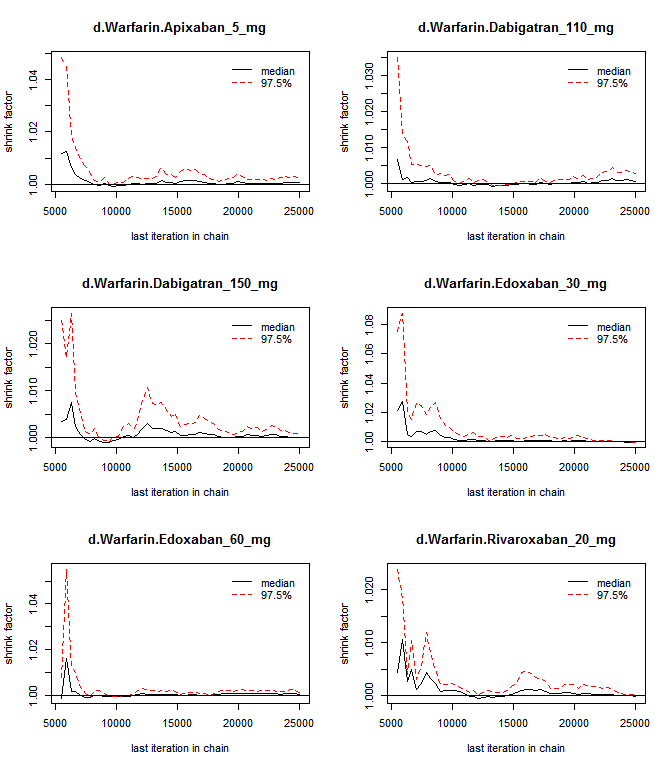 d.Warfarin.Apixaban_5_mg
shrink factor
1.00 1.02 1.04
median
97.5%
5000 10000 15000 20000 25000
last iteration in chain
d.Warfarin.Dabigatran_110_mg
shrink factor
1.000 1.010 1.020 1.030
median
97.5%
5000 10000 15000 20000 25000
last iteration in chain
d.Warfarin.Dabigatran_150_mg
shrink factor
1.000 1.010 1.020
median
97.5%
5000 10000 15000 20000 25000
last iteration in chain
d.Warfarin.Edoxaban_30_mg
shrink factor
1.00 1.02 1.04 1.06 1.08
median
97.5%
5000 10000 15000 20000 25000
last iteration in chain
d.Warfarin.Edoxaban_60_mg
shrink factor
1.00 1.02 1.04
median
97.5%
5000 10000 15000 20000 25000
last iteration in chain
d.Warfarin.Rivaroxaban_20_mg
shrink factor
1.000 1.010 1.020
median
97.5%
5000 10000 15000 20000 25000
last iteration in chain